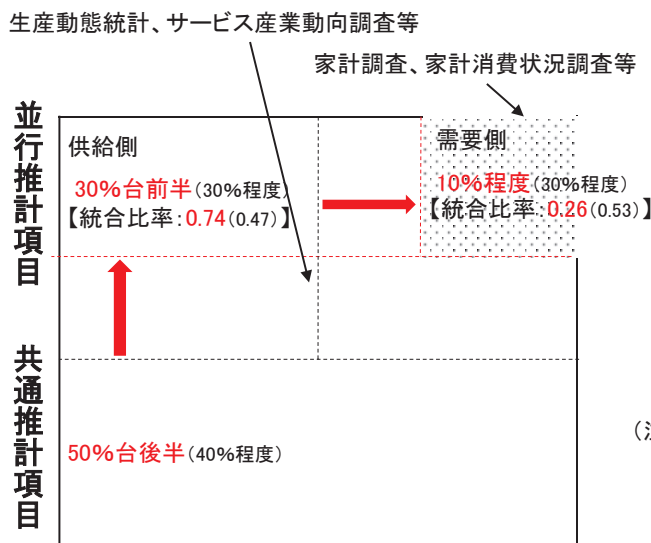 生産動態統計、サービス産業動向調査等
家計調査、家計消費状況調査等
並行推計項目
供給側
30%台前半(30%程度)
【統合比率:0.74(0.47)】
需要側
10%程度(30%程度)
【統合比率:0.26(0.53)】
共通推計項目
50%台後半(40%程度)